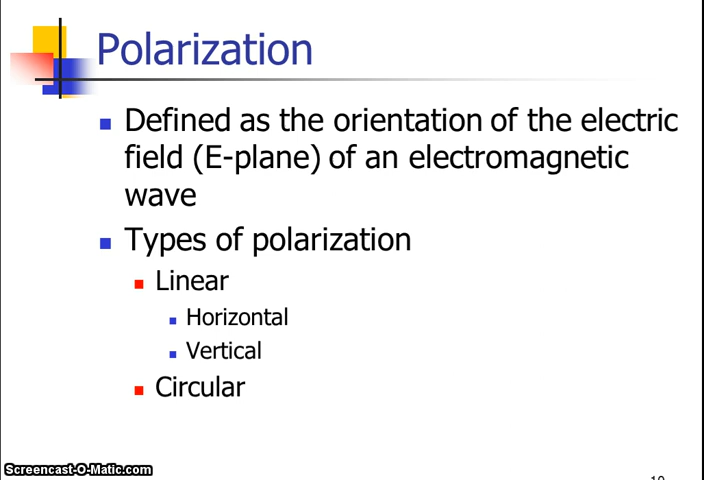 Polarization
Defined as the orientation of the electric
field (E-plane) of an electromagnetic
wave
Types of polarization
Linear
Horizontal
Vertical
Circular
Screencast-O-Matic.com